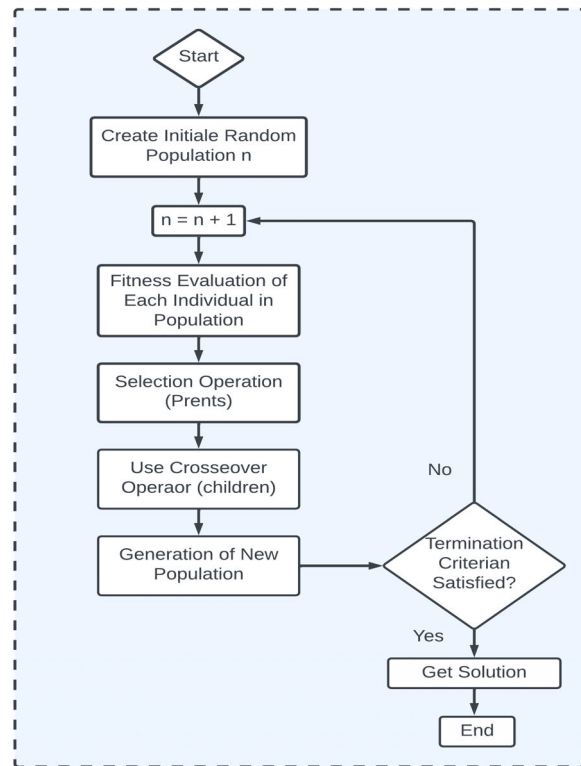 Start
Create Initiale Random
Population n
n = n + 1
Fitness Evaluation of
Each Individual in
Population
Selection Operation
(Prents)
Use Crosseover
Operaor (children)
Generation of New
Population
No
Termination
Criterian
Satisfied?
Yes
Get Solution
End